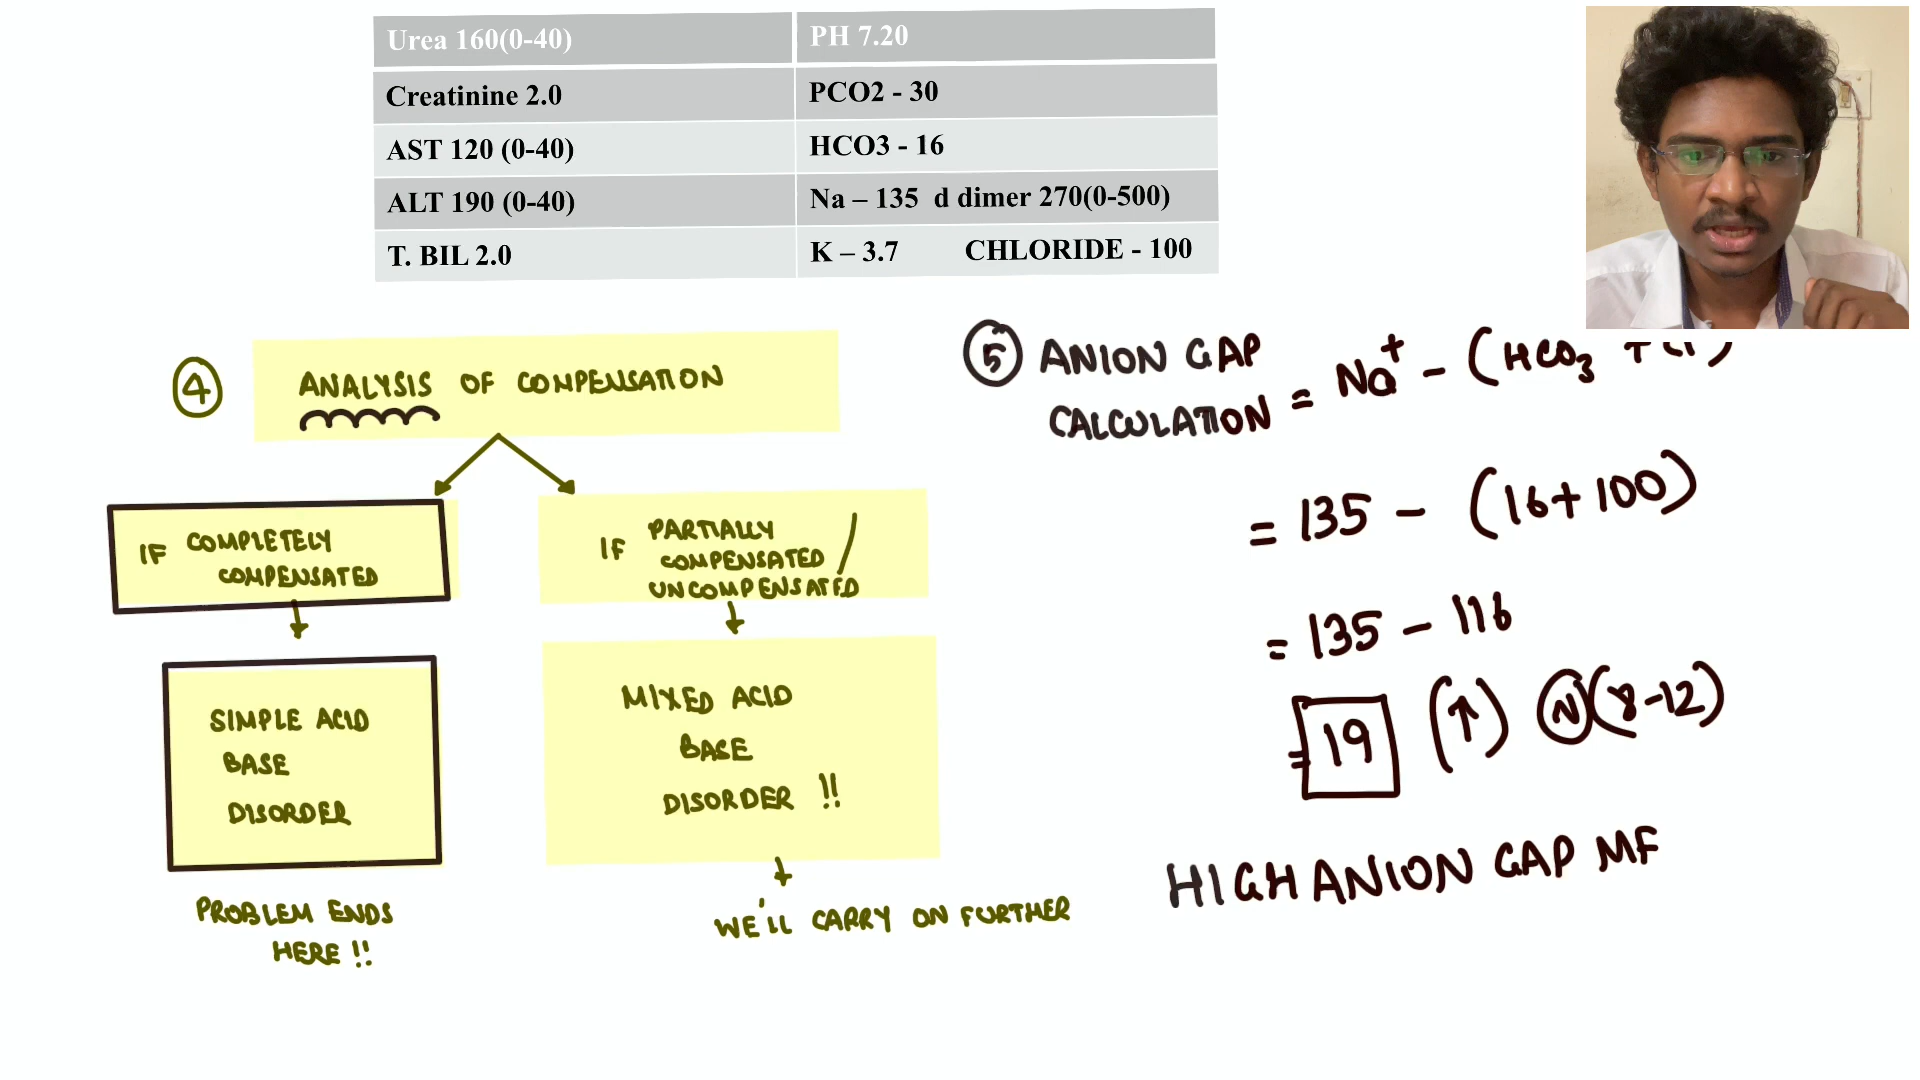 Urea 160(0-40) PH 7.20
Creatinine 2.0 PCO2 - 30
AST 120 (0-40) HCO3 - 16
ALT 190 (0-40) Na – 135 d dimer 270(0-500)
T. BIL 2.0 K – 3.7 CHLORIDE - 100
4 ANALYSIS OF COMPENSATION
IF COMPLETELY
COMPENSATED
SIMPLE ACID
BASE
DISORDER
PROBLEM ENDS
HERE !!
IF PARTIALLY
COMPENSATED /
UNCOMPENSATED
MIXED ACID
BASE
DISORDER !!
WE'LL CARRY ON FURTHER
5 ANION GAP
CALCULATION = Na+ - (HCO3 + Cl-)
= 135 - (16+100)
= 135 - 116
= 19 (↑) N (8-12)
HIGH ANION GAP ME